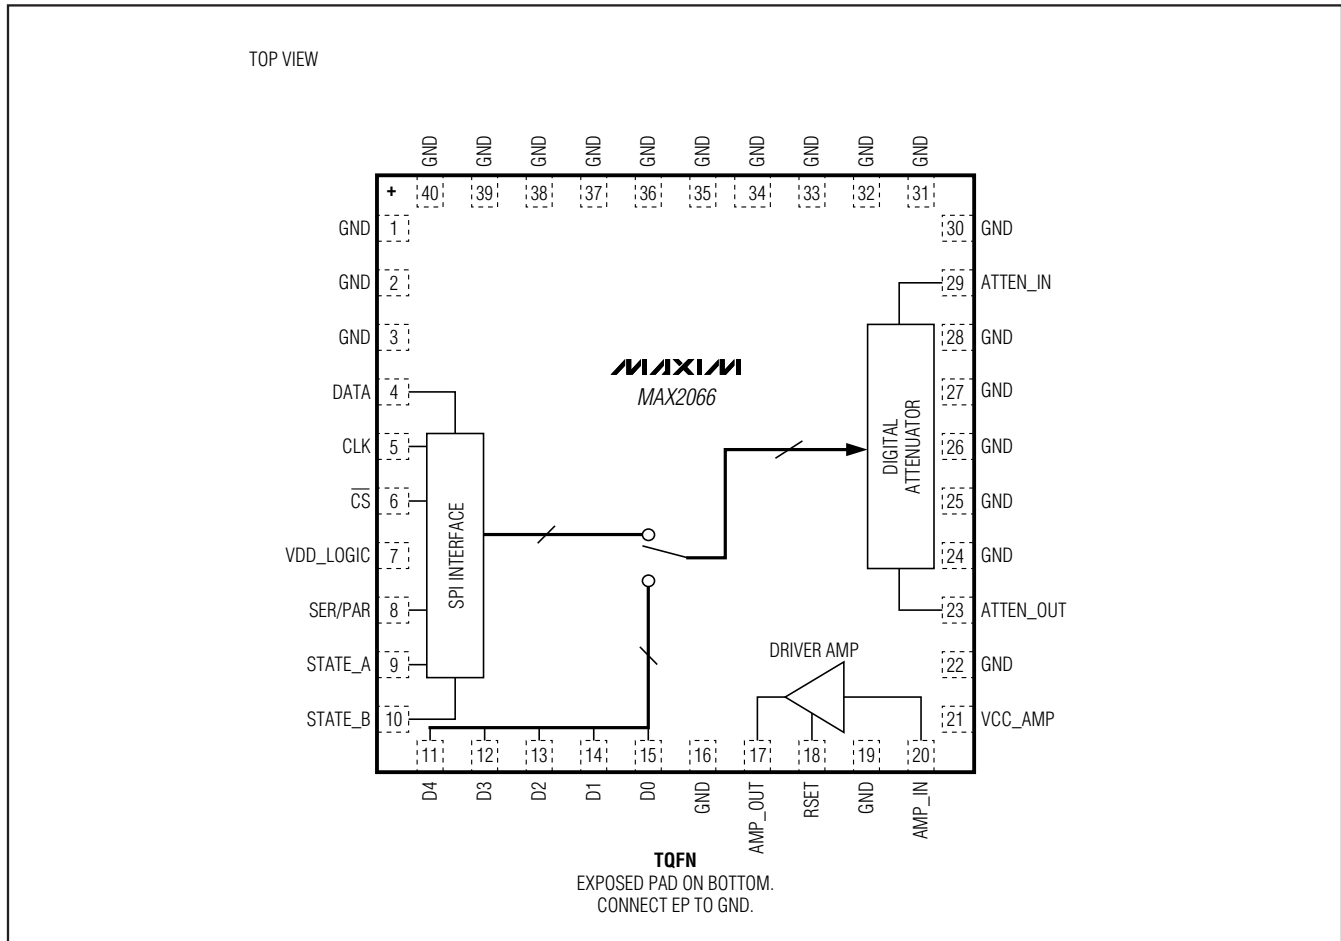 TOP VIEW
GND GND GND GND GND GND GND GND GND GND
+ 40 39 38 37 36 35 34 33 32 31
GND 1
30 GND
GND 2
29 ATTEN_IN
GND 3
28 GND
MAXIM
MAX2066
DATA 4
27 GND
CLK 5
26 GND
CS 6
25 GND
VDD_LOGIC 7
24 GND
SER/PAR 8
23 ATTEN_OUT
STATE_A 9
22 GND
STATE_B 10
21 VCC_AMP
SPI INTERFACE
DIGITAL
ATTENUATOR
DRIVER AMP
11 12 13 14 15 16 17 18 19 20
D4 D3 D2 D1 D0 GND AMP_OUT RSET GND AMP_IN
TQFN
EXPOSED PAD ON BOTTOM.
CONNECT EP TO GND.